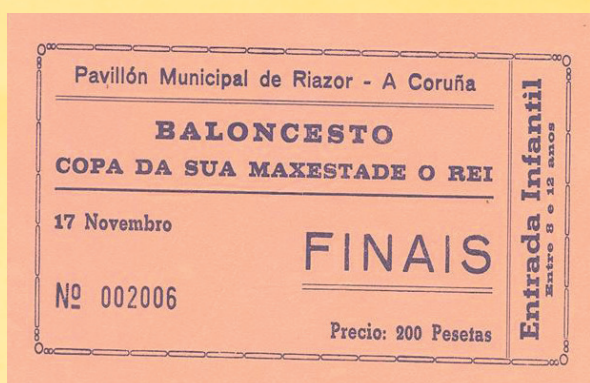 Pavillón Municipal de Riazor - A Coruña
BALONCESTO
COPA DA SUA MAXESTADE O REI
17 Novembro
FINAIS
Nº 002006
Precio: 200 Pesetas
Entrada Infantil
Entre 8 e 12 anos